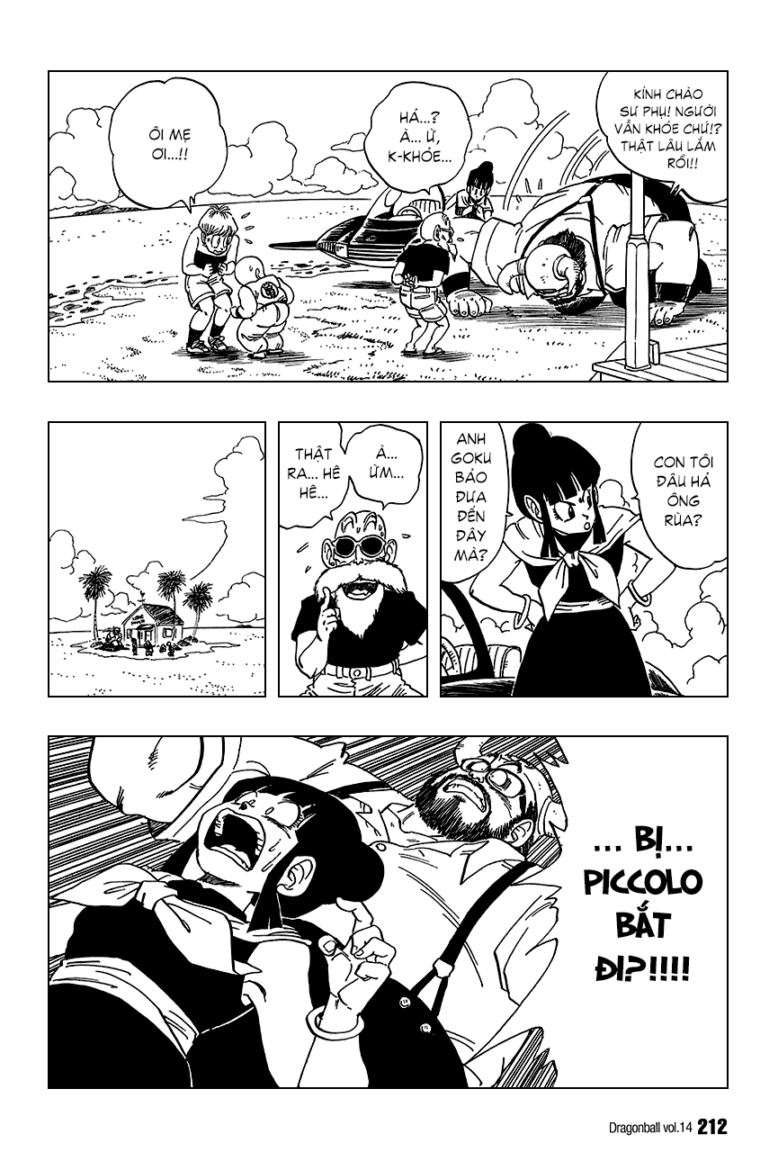 KÍNH CHÀO
SƯ PHỤ! NGƯỜI
VẪN KHỎE CHỨ!?
THẬT LÂU LẮM
RỒI!!
HẢ...?
À... Ừ,
K-KHỎE...
ÔI MẸ
ƠI...!!
CON TÔI
ĐÂU HẢ
ÔNG
RÙA?
ANH
GOKU
BẢO
ĐƯA
ĐẾN
ĐÂY
MÀ?
À...
ỪM...
THẬT
RA... HÊ
HÊ...
... BỊ...
PICCOLO
BẮT
ĐI?!!!!
Dragonball vol.14 212